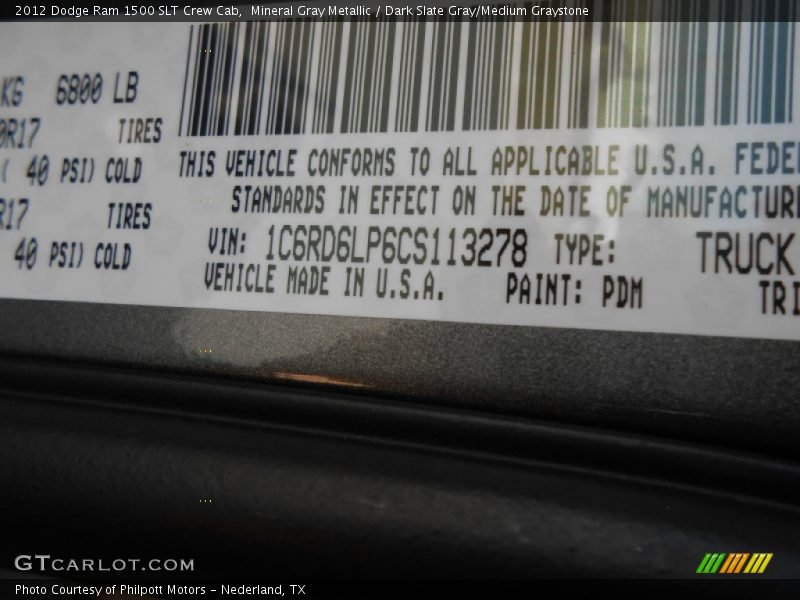 2012 Dodge Ram 1500 SLT Crew Cab, Mineral Gray Metallic / Dark Slate Gray/Medium Graystone
KG 6800 LB
0R17 TIRES
( 40 PSI) COLD
R17 TIRES
40 PSI) COLD
THIS VEHICLE CONFORMS TO ALL APPLICABLE U.S.A. FEDE
STANDARDS IN EFFECT ON THE DATE OF MANUFACTUR
VIN: 1C6RD6LP6CS113278 TYPE: TRUCK
VEHICLE MADE IN U.S.A. PAINT: PDM TRI
GTCARLOT.COM
Photo Courtesy of Philpott Motors - Nederland, TX